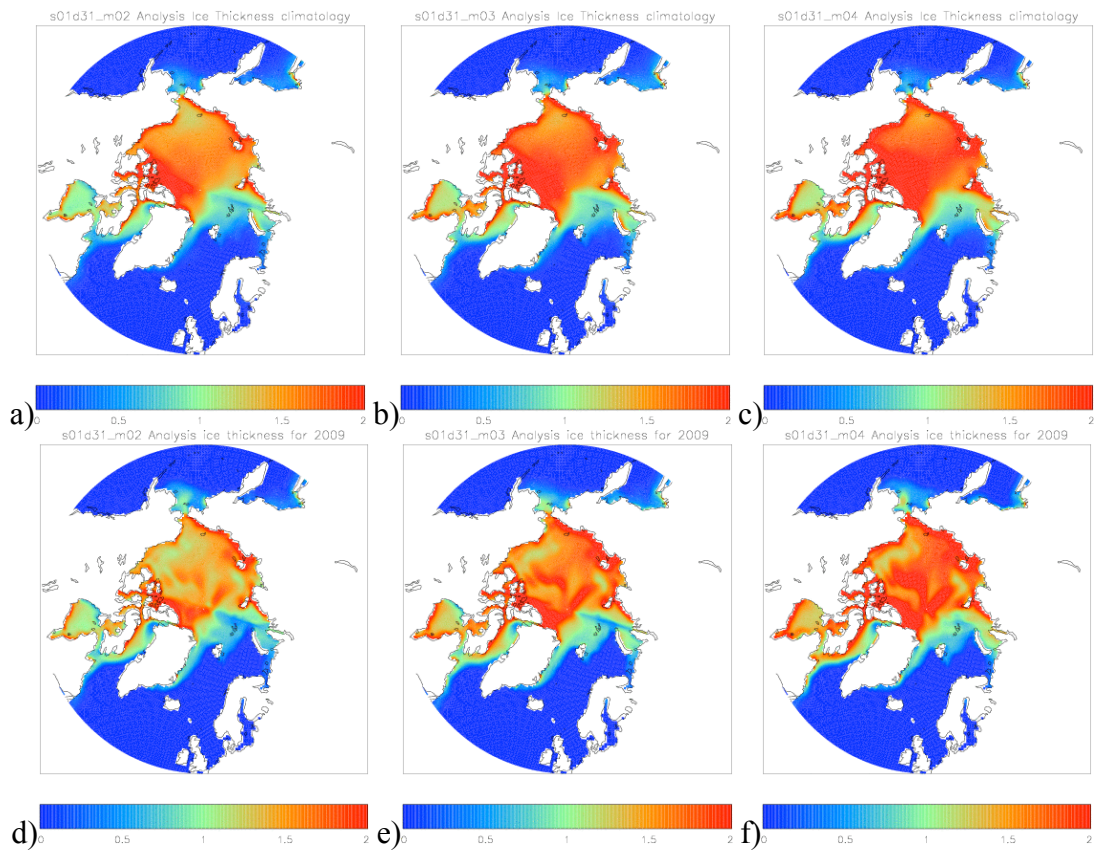 s01d31_m02 Analysis Ice Thickness climatology
s01d31_m03 Analysis Ice Thickness climatology
s01d31_m04 Analysis Ice Thickness climatology
a)
0 0.5 1 1.5 2
b)
0 0.5 1 1.5 2
c)
0 0.5 1 1.5 2
s01d31_m02 Analysis ice thickness for 2009
s01d31_m03 Analysis ice thickness for 2009
s01d31_m04 Analysis ice thickness for 2009
d)
0 0.5 1 1.5 2
e)
0 0.5 1 1.5 2
f)
0 0.5 1 1.5 2